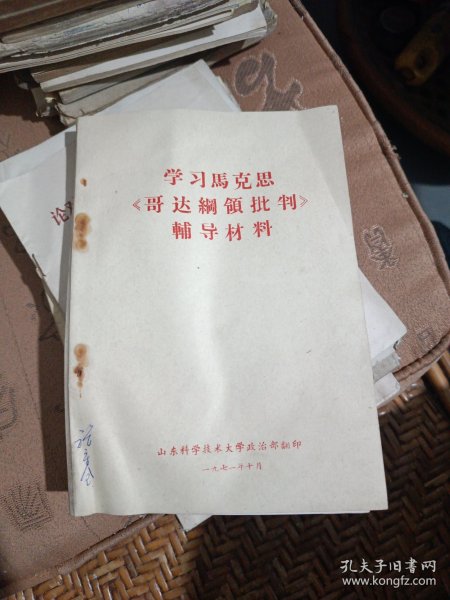 学习馬克思
《哥达綱領批判》
輔导材料
山东科学技术大学政治部翻印
一九七一年十月
论
孔夫子旧书网
www.kongfz.com